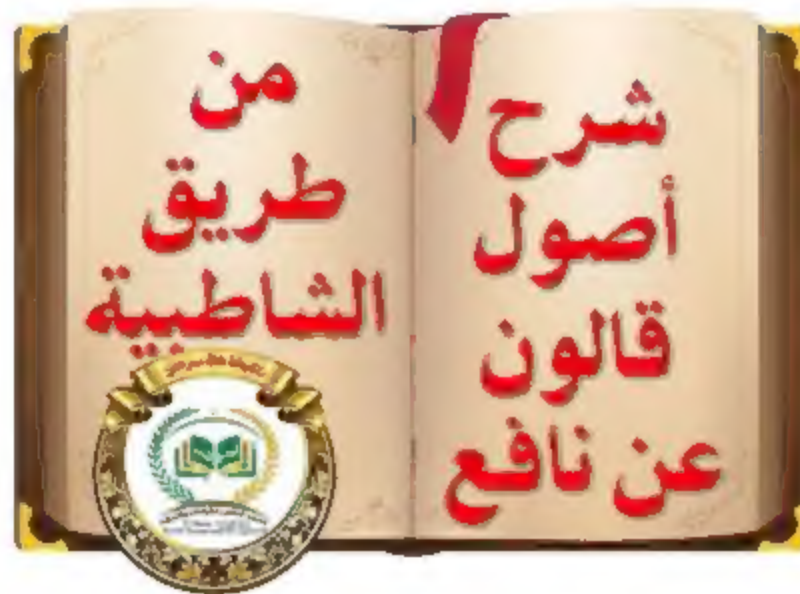 شرح
أصول
قالون
عن نافع
من
طريق
الشاطبية